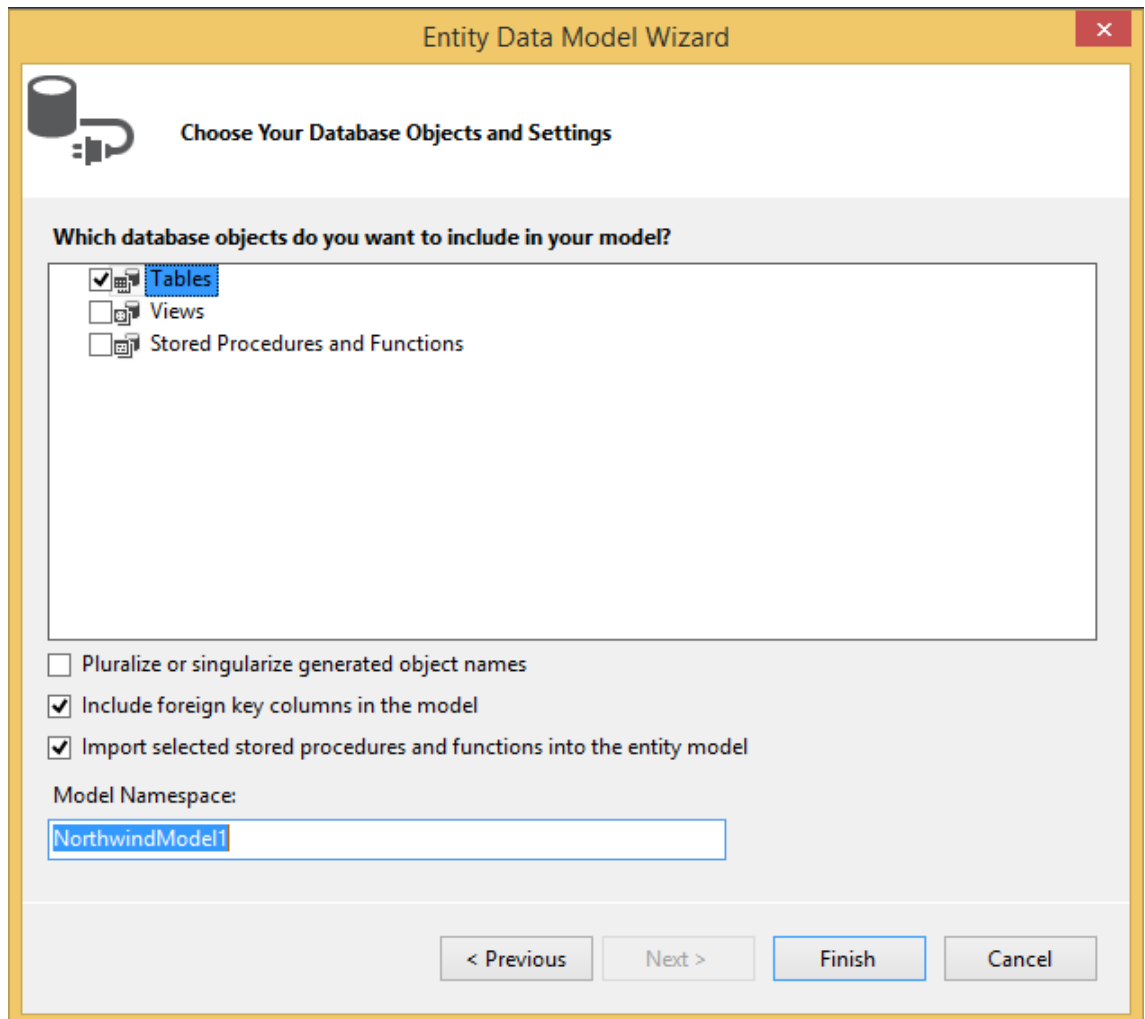 Entity Data Model Wizard
Choose Your Database Objects and Settings
Which database objects do you want to include in your model?
Tables
Views
Stored Procedures and Functions
Pluralize or singularize generated object names
Include foreign key columns in the model
Import selected stored procedures and functions into the entity model
Model Namespace:
NorthwindModel1
< Previous Next > Finish Cancel